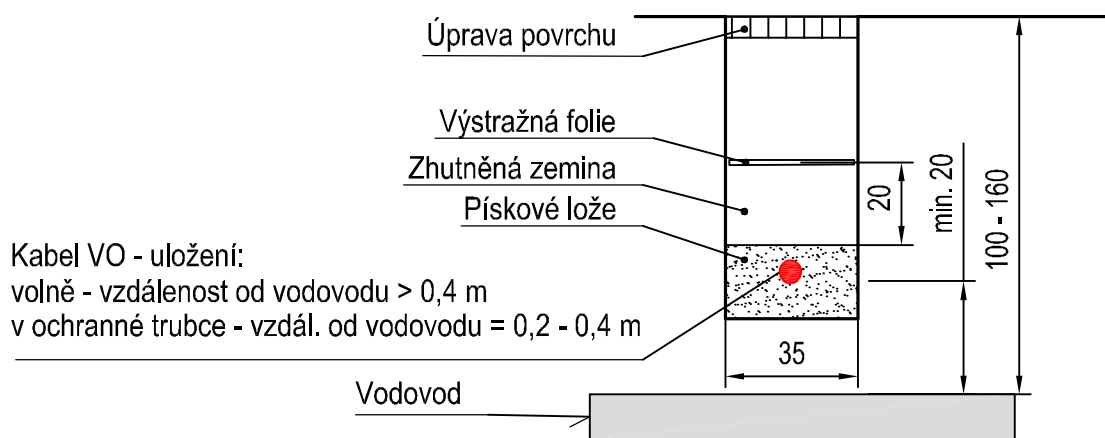 Úprava povrchu
Výstražná folie
Zhutněná zemina
Pískové lože
Kabel VO - uložení:
volně - vzdálenost od vodovodu > 0,4 m
v ochranné trubce - vzdál. od vodovodu = 0,2 - 0,4 m
Vodovod
35
20
min. 20
100 - 160